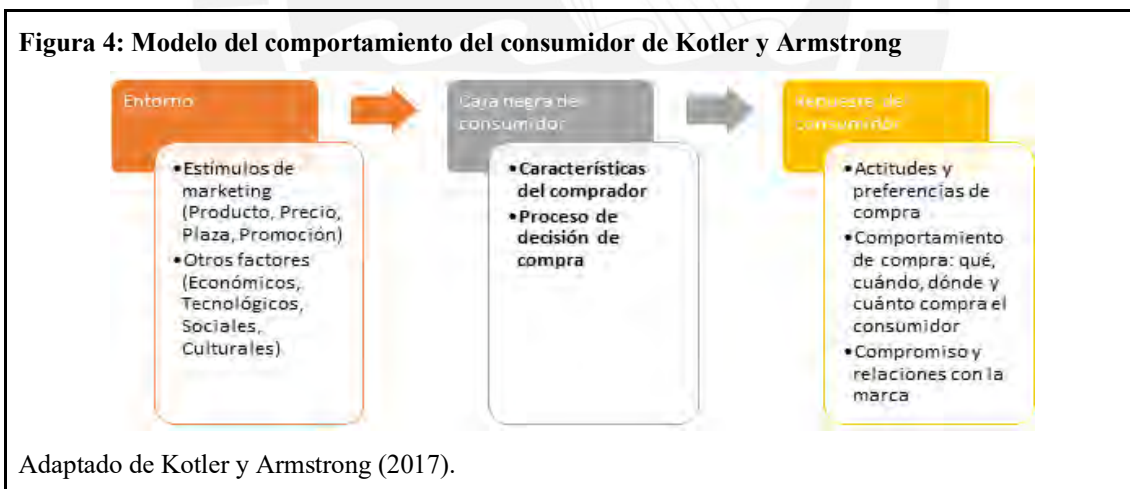 Figura 4: Modelo del comportamiento del consumidor de Kotler y Armstrong
Entorno
•Estímulos de
marketing
(Producto, Precio,
Plaza, Promoción)
•Otros factores
(Económicos,
Tecnológicos,
Sociales,
Culturales)
Caja negra de
consumidor
•Características
del comprador
•Proceso de
decisión de
compra
consumidor
•Actitudes y
preferencias de
compra
•Comportamiento
de compra: qué,
cuándo, dónde y
cuánto compra el
consumidor
•Compromiso y
relaciones con la
marca
Adaptado de Kotler y Armstrong (2017).